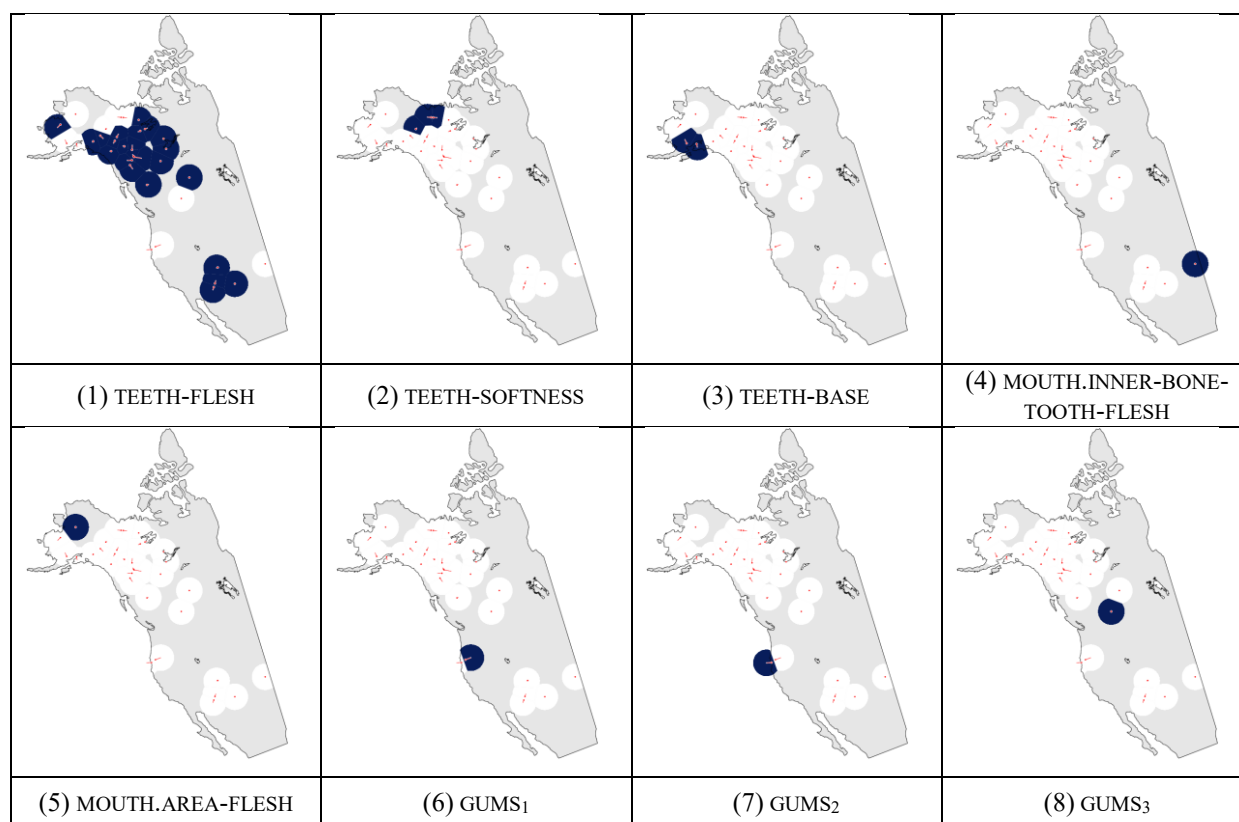 (1) TEETH-FLESH
(2) TEETH-SOFTNESS
(3) TEETH-BASE
(4) MOUTH.INNER-BONE-
TOOTH-FLESH
(5) MOUTH.AREA-FLESH
(6) GUMS₁
(7) GUMS₂
(8) GUMS₃